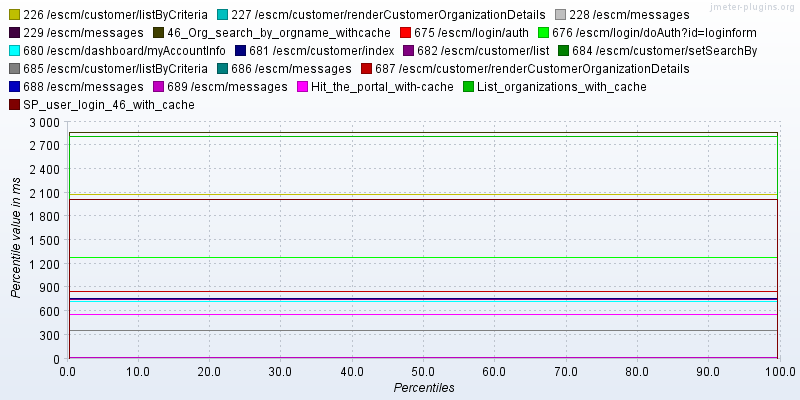 226 /escm/customer/listByCriteria 227 /escm/customer/renderCustomerOrganizationDetails 228 /escm/messages jmeter-plugins.org
229 /escm/messages 46_Org_search_by_orgname_withcache 675 /escm/login/auth 676 /escm/login/doAuth?id=loginform
680 /escm/dashboard/myAccountInfo 681 /escm/customer/index 682 /escm/customer/list 684 /escm/customer/setSearchBy
685 /escm/customer/listByCriteria 686 /escm/messages 687 /escm/customer/renderCustomerOrganizationDetails
688 /escm/messages 689 /escm/messages Hit_the_portal_with-cache List_organizations_with_cache
SP_user_login_46_with_cache
Percentile value in ms
3 000
2 700
2 400
2 100
1 800
1 500
1 200
900
600
300
0
0.0 10.0 20.0 30.0 40.0 50.0 60.0 70.0 80.0 90.0 100.0
Percentiles